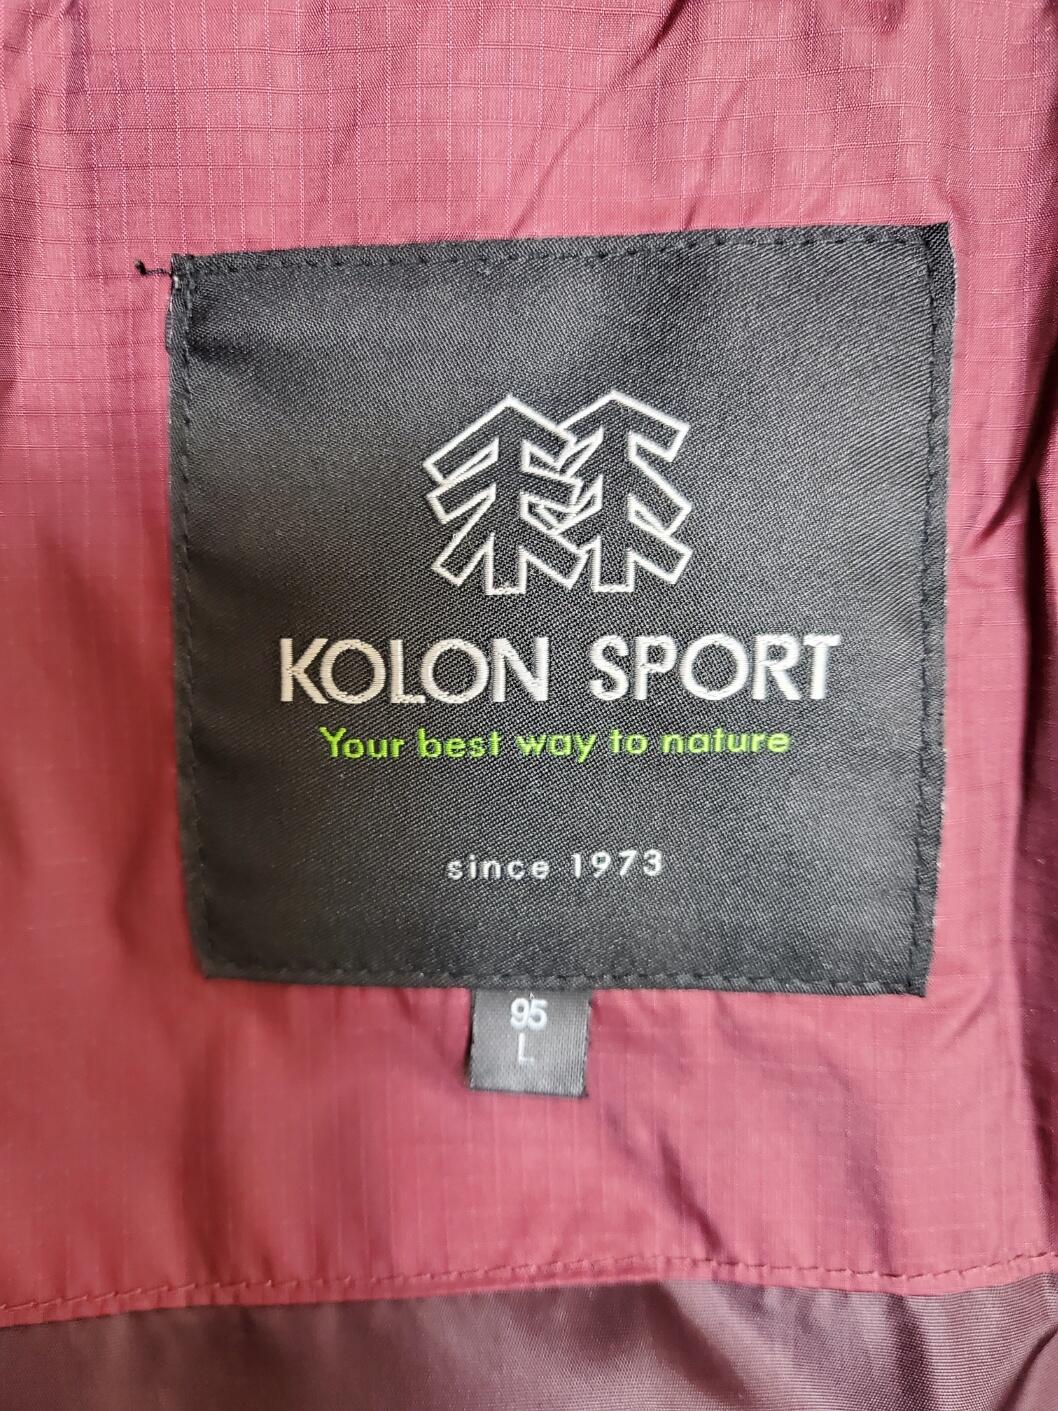 KOLON SPORT
Your best way to nature
since 1973
95
L